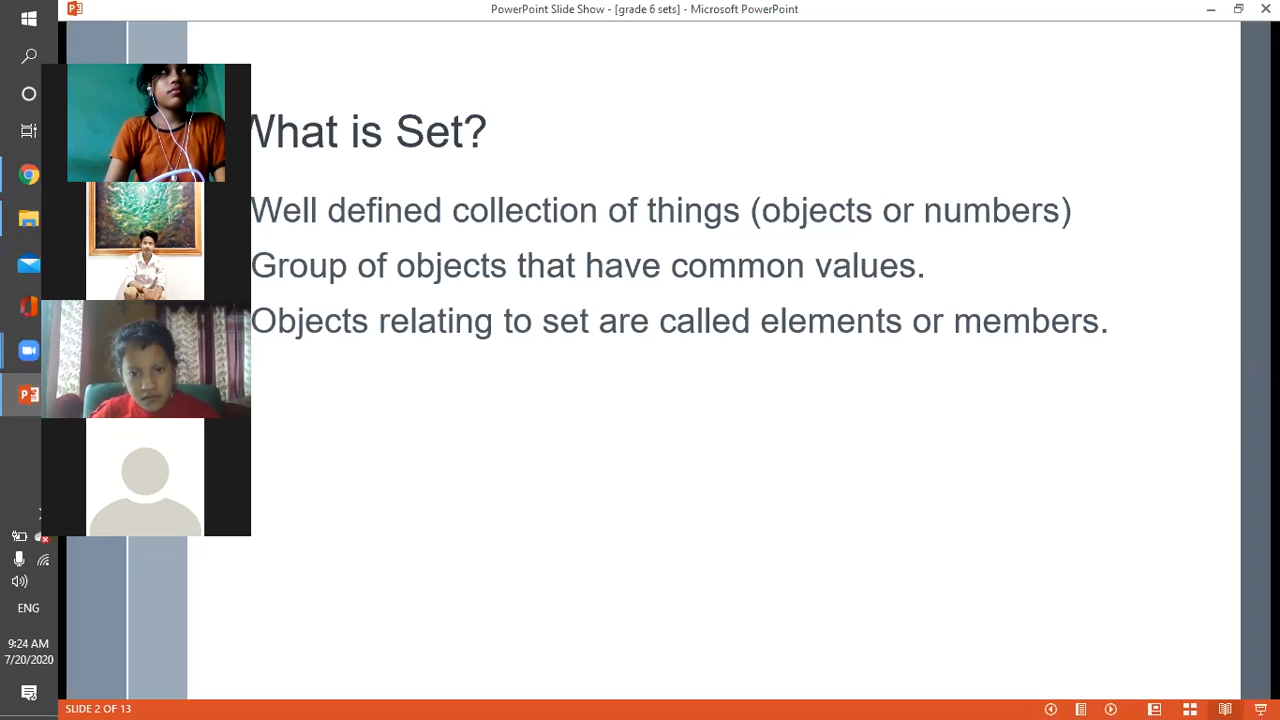 PowerPoint Slide Show - [grade 6 sets] - Microsoft PowerPoint
What is Set?
Well defined collection of things (objects or numbers)
Group of objects that have common values.
Objects relating to set are called elements or members.
ENG
9:24 AM
7/20/2020
SLIDE 2 OF 13